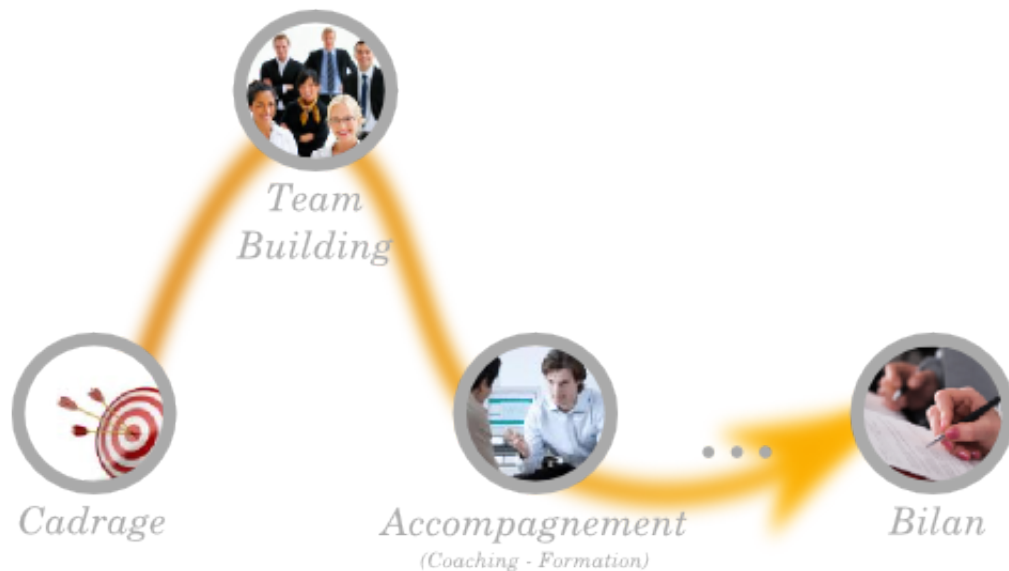 Team
Building
Cadrage
Accompagnement
(Coaching - Formation)
Bilan